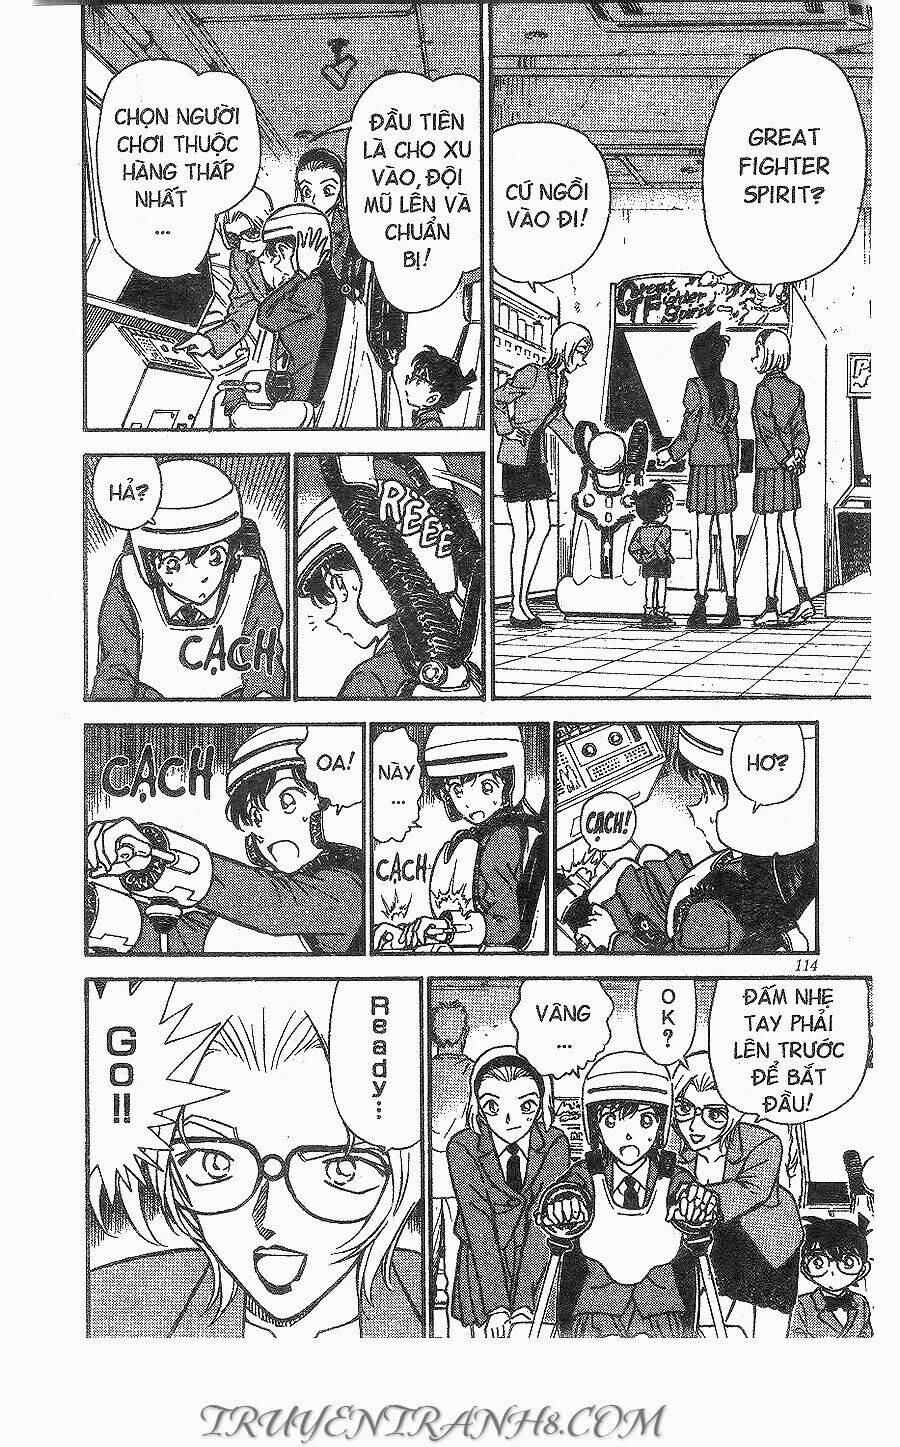 GREAT
FIGHTER
SPIRIT?
CỨ NGỒI
VÀO ĐI!
Great
Fighter
Spirit
ĐẦU TIÊN
LÀ CHO XU
VÀO, ĐỘI
MŨ LÊN VÀ
CHUẨN
BỊ!
CHỌN NGƯỜI
CHƠI THUỘC
HÀNG THẤP
NHẤT
...
RÈÈÈ
HẢ?
CẠCH
HƠ?
CẠCH!
NÀY
...
CẠCH
OA!
CẠCH
114
ĐẤM NHẸ
TAY PHẢI
LÊN TRƯỚC
ĐỂ BẮT
ĐẦU!
OK?
VÂNG
...
Ready...
GO!!
TRUYENTRANH8.COM